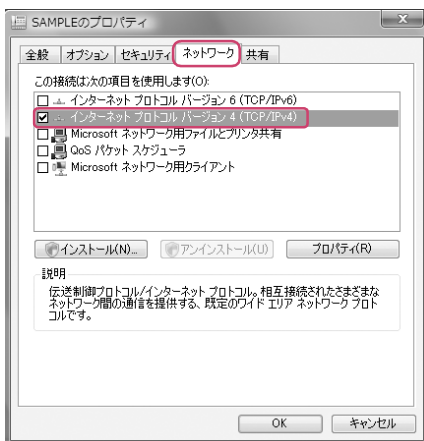 SAMPLEのプロパティ
全般
オプション
セキュリティ
ネットワーク
共有
この接続は次の項目を使用します(O):
インターネット プロトコル バージョン 6 (TCP/IPv6)
インターネット プロトコル バージョン 4 (TCP/IPv4)
Microsoft ネットワーク用ファイルとプリンタ共有
QoS パケット スケジューラ
Microsoft ネットワーク用クライアント
インストール(N)...
アンインストール(U)
プロパティ(R)
説明
伝送制御プロトコル/インターネット プロトコル。相互接続されたさまざまな
ネットワーク間の通信を提供する、既定のワイド エリア ネットワーク プロト
コルです。
OK
キャンセル